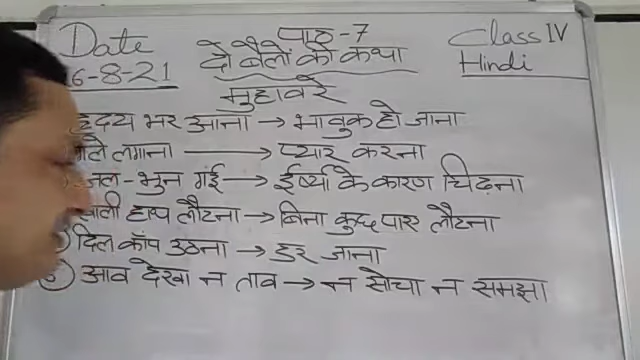 Date पाठ-7 Class IV
6-8-21 दो बैलों की कथा Hindi
मुहावरे
हृदय भर आना → भावुक हो जाना
गले लगाना → प्यार करना
जल-भुन गई → ईर्ष्या के कारण चिढ़ना
खाली हाथ लौटना → बिना कुछ पाए लौटना
दिल काँप उठना → डर जाना
आव देखा न ताव → न सोचा न समझा